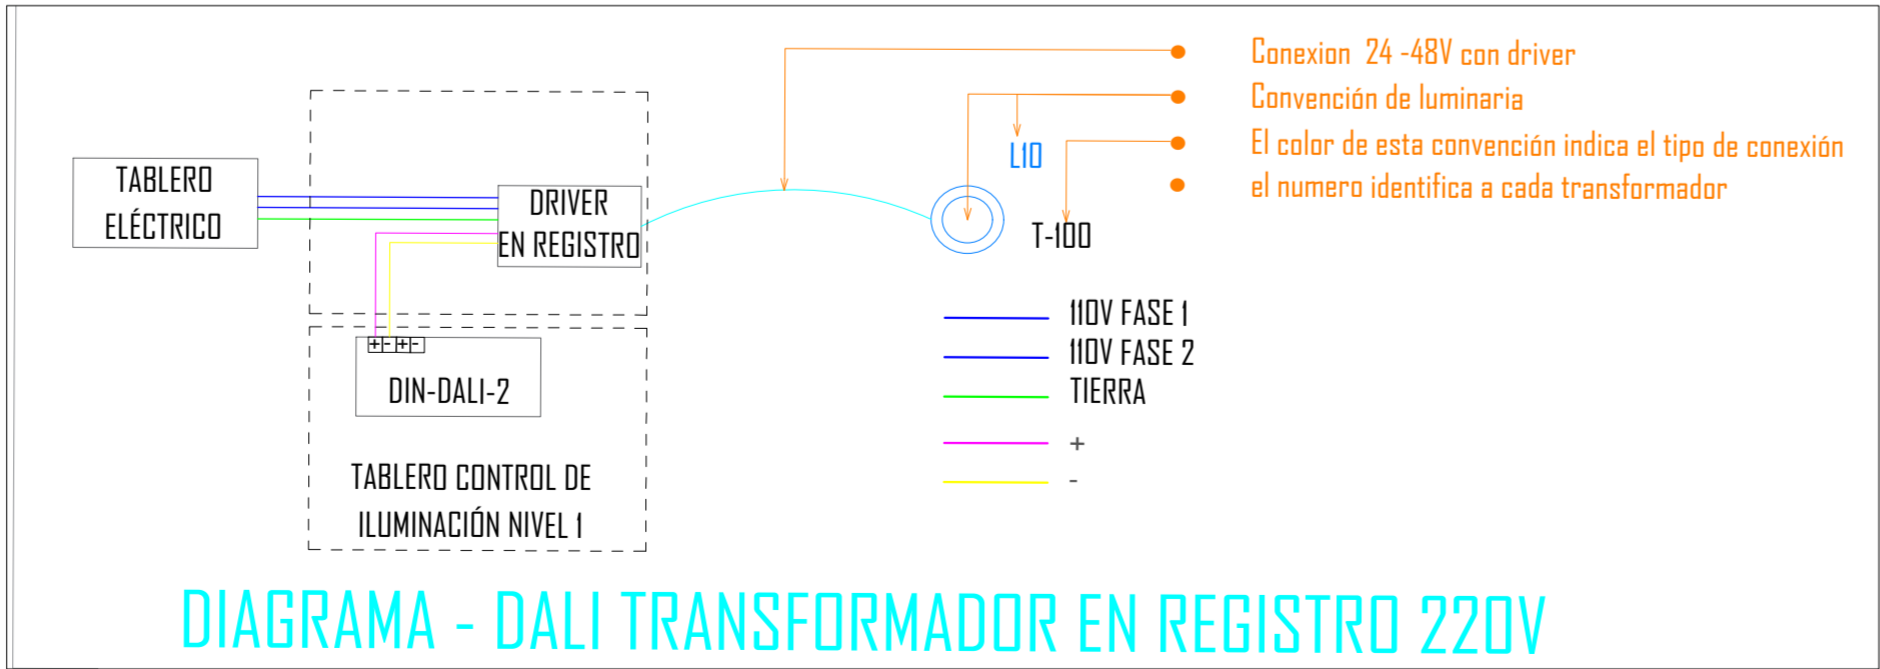 Conexion 24 -48V con driver
Convención de luminaria
El color de esta convención indica el tipo de conexión
el numero identifica a cada transformador
L10
T-100
TABLERO
ELÉCTRICO
DRIVER
EN REGISTRO
+-+-
DIN-DALI-2
TABLERO CONTROL DE
ILUMINACIÓN NIVEL 1
110V FASE 1
110V FASE 2
TIERRA
+
-
DIAGRAMA - DALI TRANSFORMADOR EN REGISTRO 220V